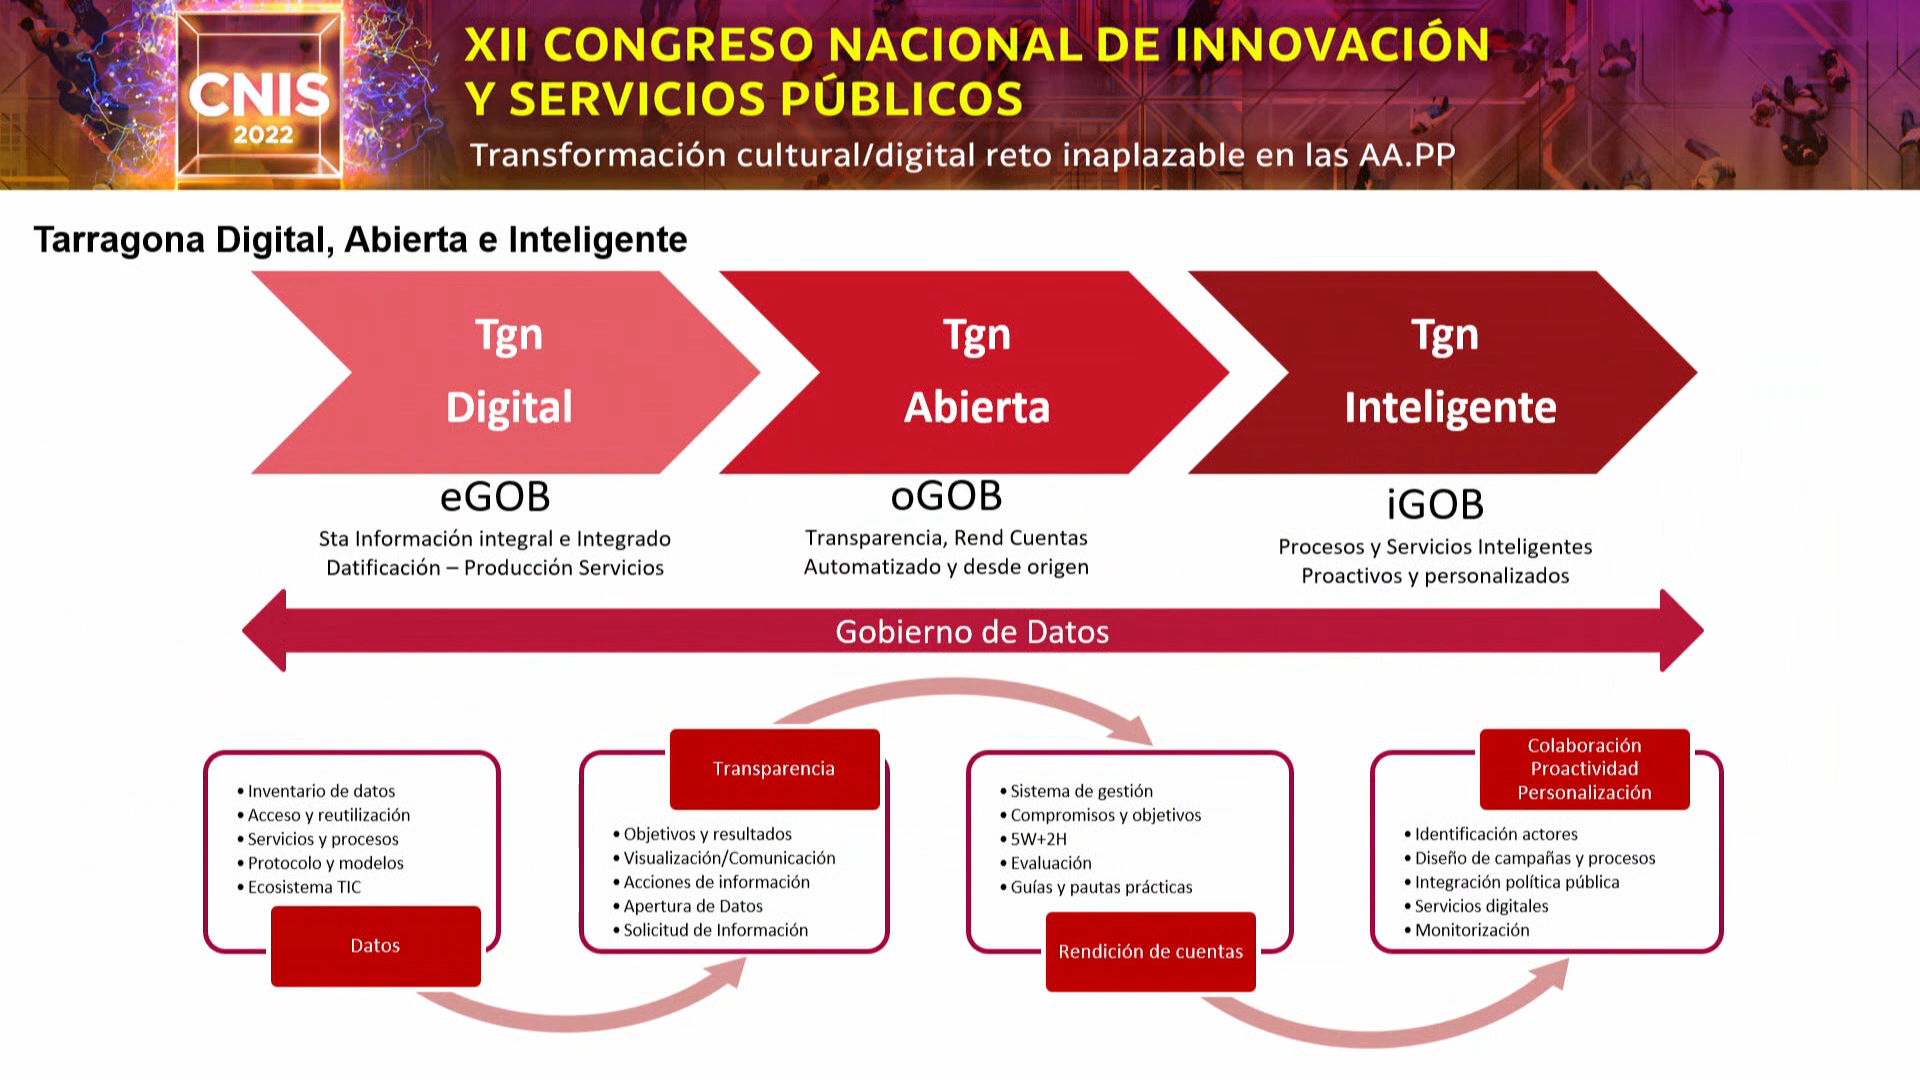 CNIS
2022
XII CONGRESO NACIONAL DE INNOVACIÓN
Y SERVICIOS PÚBLICOS
Transformación cultural/digital reto inaplazable en las AA.PP
Tarragona Digital, Abierta e Inteligente
Tgn
Digital
Tgn
Abierta
Tgn
Inteligente
eGOB
Sta Información integral e Integrado
Datificación – Producción Servicios
oGOB
Transparencia, Rend Cuentas
Automatizado y desde origen
iGOB
Procesos y Servicios Inteligentes
Proactivos y personalizados
Gobierno de Datos
• Inventario de datos
• Acceso y reutilización
• Servicios y procesos
• Protocolo y modelos
• Ecosistema TIC
Datos
Transparencia
• Objetivos y resultados
• Visualización/Comunicación
• Acciones de información
• Apertura de Datos
• Solicitud de Información
• Sistema de gestión
• Compromisos y objetivos
• 5W+2H
• Evaluación
• Guías y pautas prácticas
Rendición de cuentas
Colaboración
Proactividad
Personalización
• Identificación actores
• Diseño de campañas y procesos
• Integración política pública
• Servicios digitales
• Monitorización